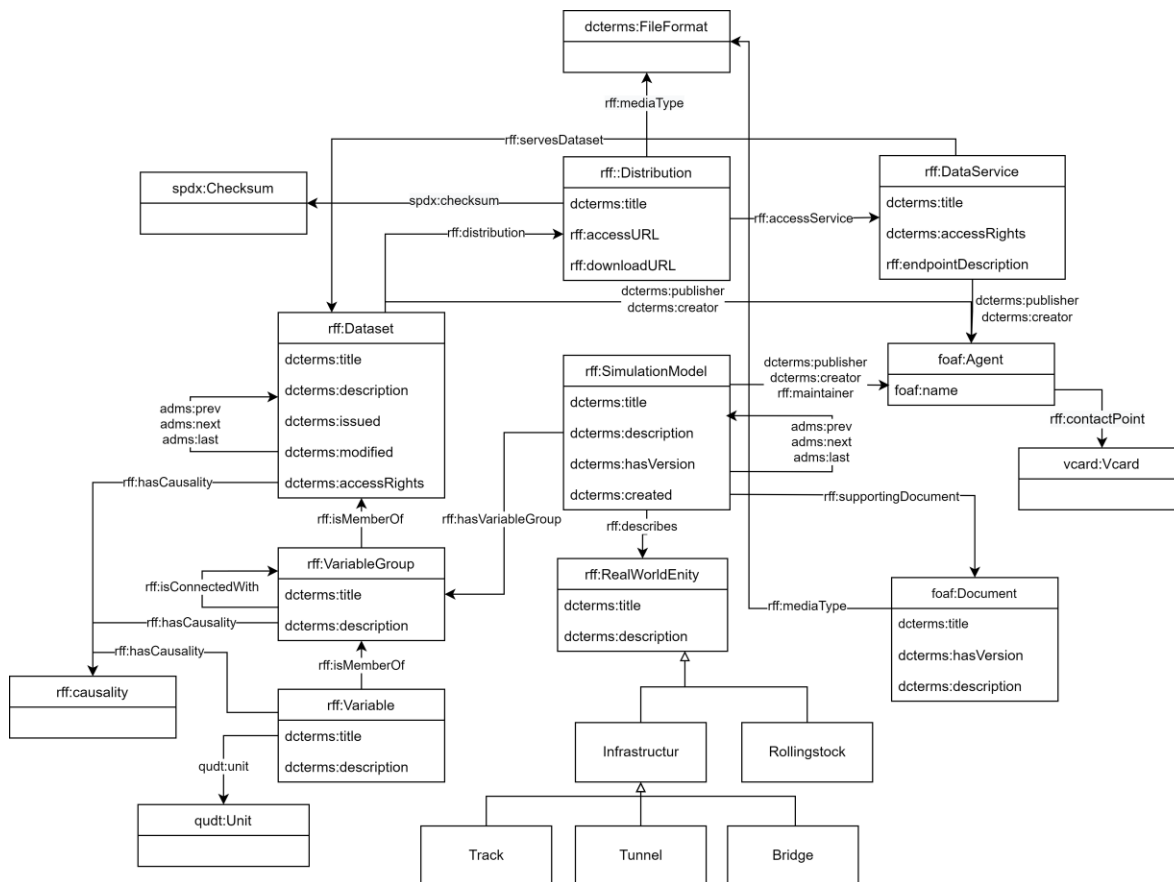 dcterms:FileFormat
rff:mediaType
rff:servesDataset
spdx:Checksum
spdx:checksum
rff::Distribution
dcterms:title
rff:accessURL
rff:downloadURL
rff:accessService
rff:DataService
dcterms:title
dcterms:accessRights
rff:endpointDescription
rff:distribution
dcterms:publisher
dcterms:creator
dcterms:publisher
dcterms:creator
rff:Dataset
dcterms:title
dcterms:description
dcterms:issued
dcterms:modified
dcterms:accessRights
adms:prev
adms:next
adms:last
rff:SimulationModel
dcterms:title
dcterms:description
dcterms:hasVersion
dcterms:created
dcterms:publisher
dcterms:creator
rff:maintainer
adms:prev
adms:next
adms:last
foaf:Agent
foaf:name
rff:contactPoint
vcard:Vcard
rff:hasCausality
rff:isMemberOf
rff:hasVariableGroup
rff:describes
rff:supportingDocument
rff:VariableGroup
dcterms:title
dcterms:description
rff:isConnectedWith
rff:hasCausality
rff:hasCausality
rff:isMemberOf
rff:RealWorldEnity
dcterms:title
dcterms:description
rff:mediaType
foaf:Document
dcterms:title
dcterms:hasVersion
dcterms:description
rff:causality
rff:Variable
dcterms:title
dcterms:description
qudt:unit
qudt:Unit
Infrastructur
Rollingstock
Track
Tunnel
Bridge